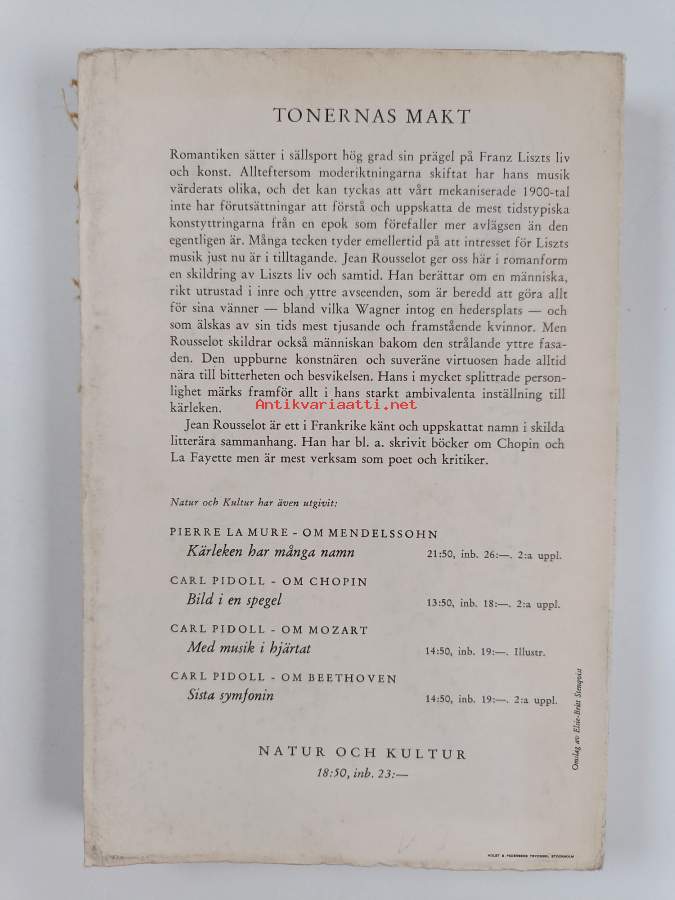 TONERNAS MAKT
Romantiken sätter i sällsport hög grad sin prägel på Franz Liszts liv
och konst. Allteftersom moderiktningarna skiftat har hans musik
värderats olika, och det kan tyckas att vårt mekaniserade 1900-tal
inte har förutsättningar att förstå och uppskatta de mest tidstypiska
konstyttringarna från en epok som förefaller mer avlägsen än den
egentligen är. Många tecken tyder emellertid på att intresset för Liszts
musik just nu är i tilltagande. Jean Rousselot ger oss här i romanform
en skildring av Liszts liv och samtid. Han berättar om en människa,
rikt utrustad i inre och yttre avseenden, som är beredd att göra allt
för sina vänner — bland vilka Wagner intog en hedersplats — och
som älskas av sin tids mest tjusande och framstående kvinnor. Men
Rousselot skildrar också människan bakom den strålande yttre fasa-
den. Den uppburne konstnären och suveräne virtuosen hade alltid
nära till bitterheten och besvikelsen. Hans i mycket splittrade person-
lighet märks framför allt i hans starkt ambivalenta inställning till
kärleken.
Antikvariaatti.net
Jean Rousselot är ett i Frankrike känt och uppskattat namn i skilda
litterära sammanhang. Han har bl. a. skrivit böcker om Chopin och
La Fayette men är mest verksam som poet och kritiker.
Natur och Kultur har även utgivit:
PIERRE LA MURE - OM MENDELSSOHN
Kärleken har många namn 21:50, inb. 26:—. 2:a uppl.
CARL PIDOLL - OM CHOPIN
Bild i en spegel 13:50, inb. 18:—. 2:a uppl.
CARL PIDOLL - OM MOZART
Med musik i hjärtat 14:50, inb. 19:—. Illustr.
CARL PIDOLL - OM BEETHOVEN
Sista symfonin 14:50, inb. 19:—. 2:a uppl.
Omslag av Elsie-Britt Stenqvist
NATUR OCH KULTUR
18:50, inb. 23:—